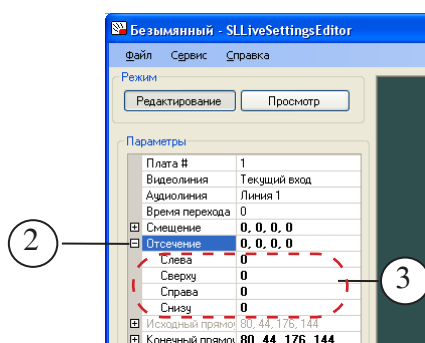 Безымянный - SLLiveSettingsEditor
Файл Сервис Справка
Режим
Редактирование Просмотр
Параметры
Плата # 1
Видеолиния Текущий вход
Аудиолиния Линия 1
Время перехода 0
Смещение 0, 0, 0, 0
2 Отсечение 0, 0, 0, 0
Слева 0
Сверху 0
3
Справа 0
Снизу 0
Исходный прямоу 80, 44, 176, 144
Конечный прямоу 80, 44, 176, 144